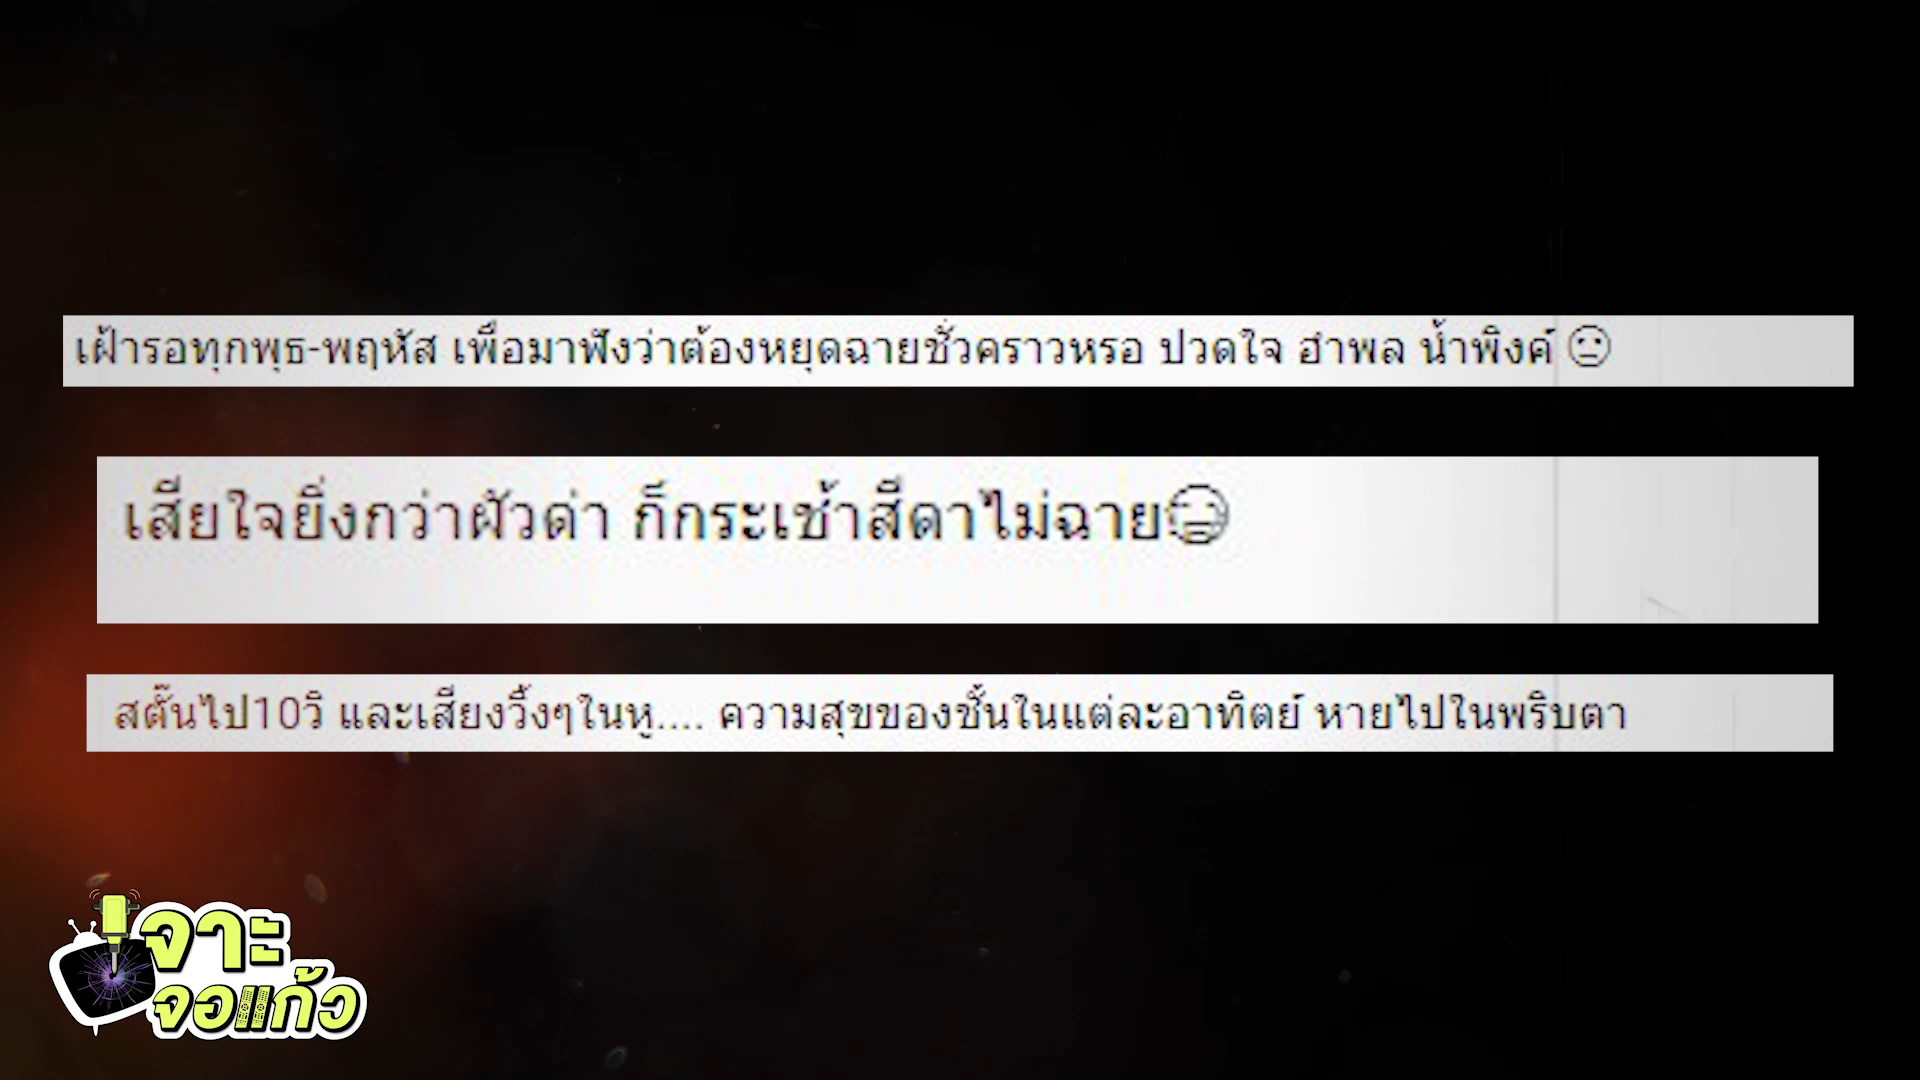 เฝ้ารอทุกพุธ-พฤหัส เพื่อมาฟังว่าต้องหยุดฉายชั่วคราวหรอ ปวดใจ ฮำพล น้ำพิงค์ 😐
เสียใจยิ่งกว่าผัวด่า ก็กระเช้าสีดาไม่ฉาย
สตั๊นไป10วิ และเสียงวิ้งๆในหู.... ความสุขของชั้นในแต่ละอาทิตย์ หายไปในพริบตา
เจาะ
จอแก้ว